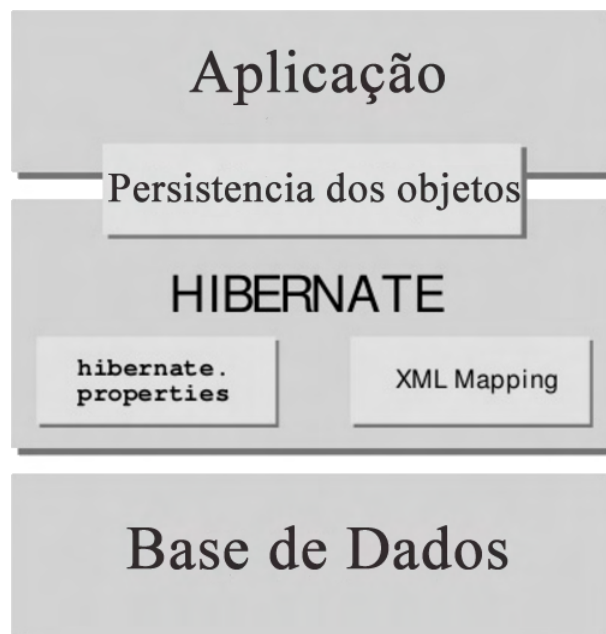 Aplicação
Persistencia dos objetos
HIBERNATE
hibernate.
properties
XML Mapping
Base de Dados